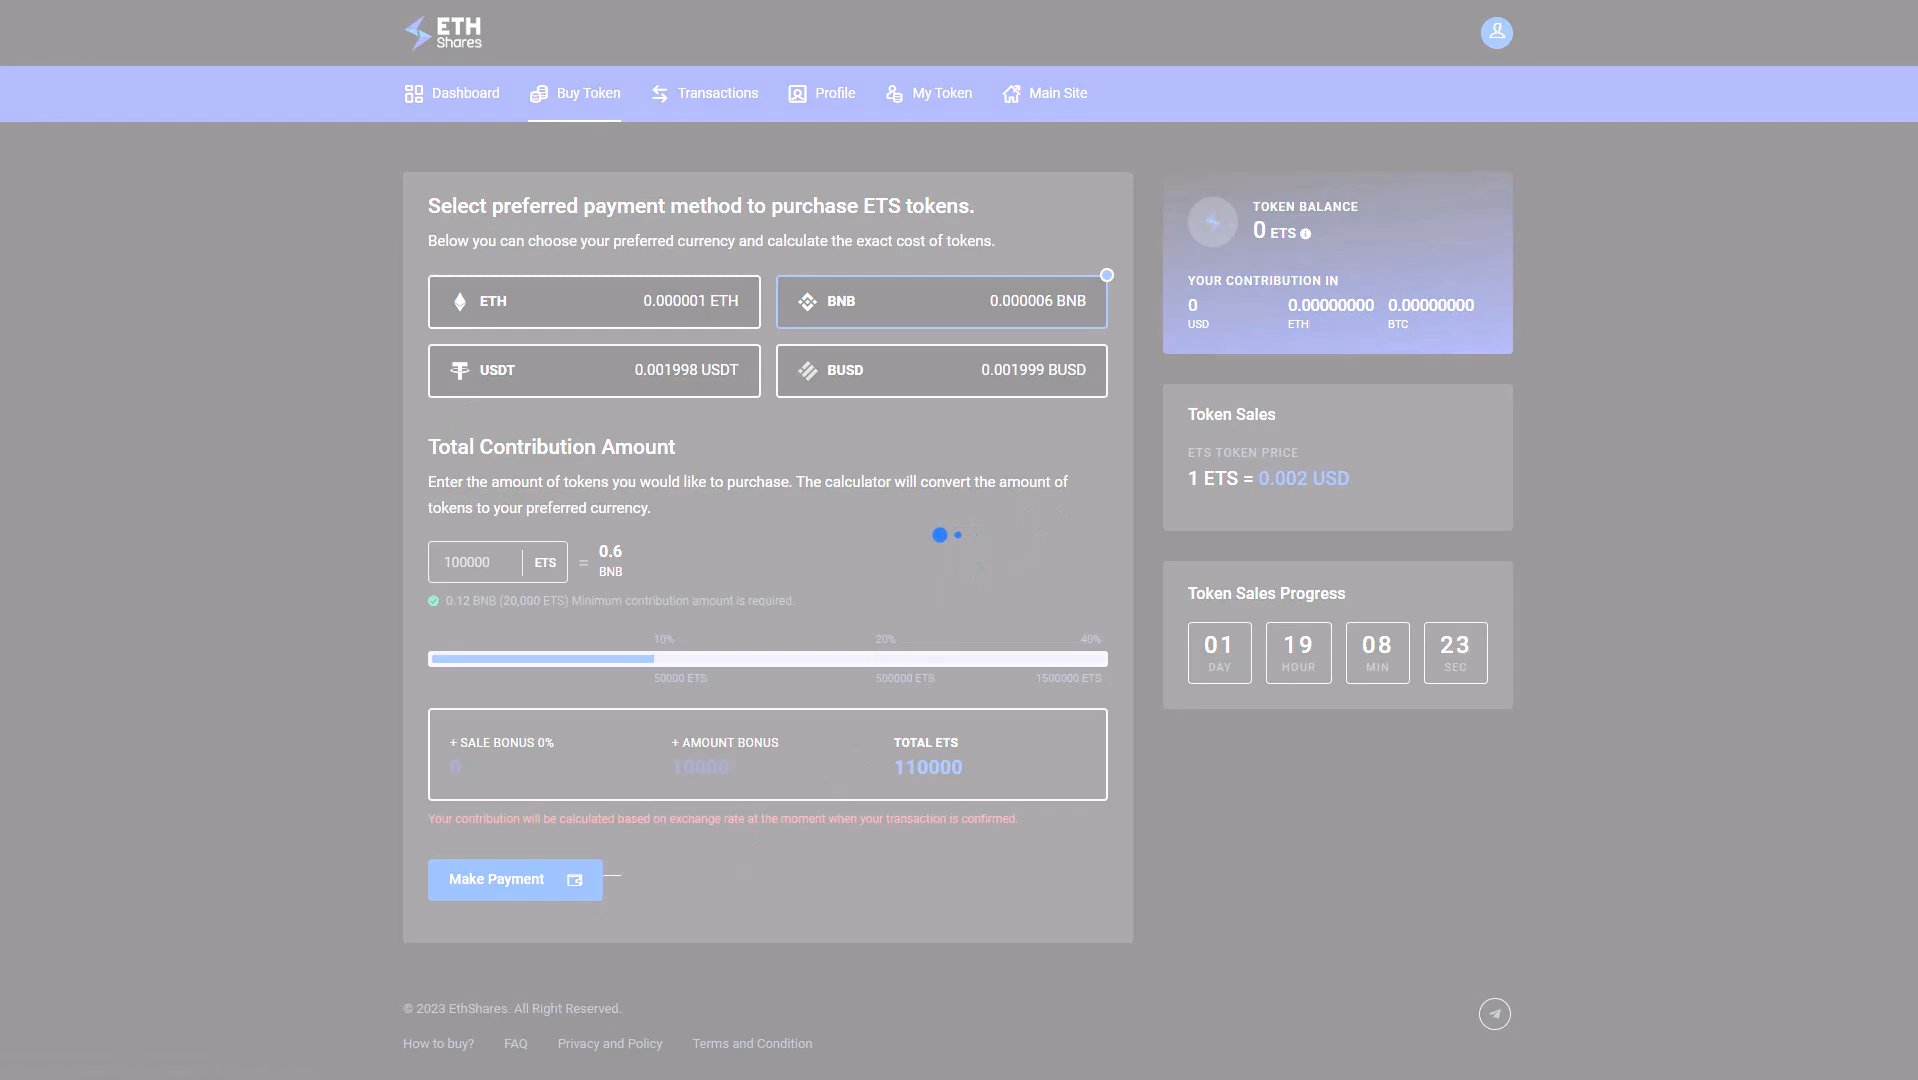 ETH
Shares
Dashboard
Buy Token
Transactions
Profile
My Token
Main Site
Select preferred payment method to purchase ETS tokens.
Below you can choose your preferred currency and calculate the exact cost of tokens.
ETH 0.000001 ETH
BNB 0.000006 BNB
USDT 0.001998 USDT
BUSD 0.001999 BUSD
Total Contribution Amount
Enter the amount of tokens you would like to purchase. The calculator will convert the amount of
tokens to your preferred currency.
100000 ETS = 0.6
BNB
0.12 BNB (20,000 ETS) Minimum contribution amount is required.
10% 20% 40%
50000 ETS 500000 ETS 1500000 ETS
+ SALE BONUS 0% + AMOUNT BONUS TOTAL ETS
0 10000 110000
Your contribution will be calculated based on exchange rate at the moment when your transaction is confirmed.
Make Payment
TOKEN BALANCE
0 ETS
YOUR CONTRIBUTION IN
0 0.00000000 0.00000000
USD ETH BTC
Token Sales
ETS TOKEN PRICE
1 ETS = 0.002 USD
Token Sales Progress
01 19 08 23
DAY HOUR MIN SEC
© 2023 EthShares. All Right Reserved.
How to buy? FAQ Privacy and Policy Terms and Condition